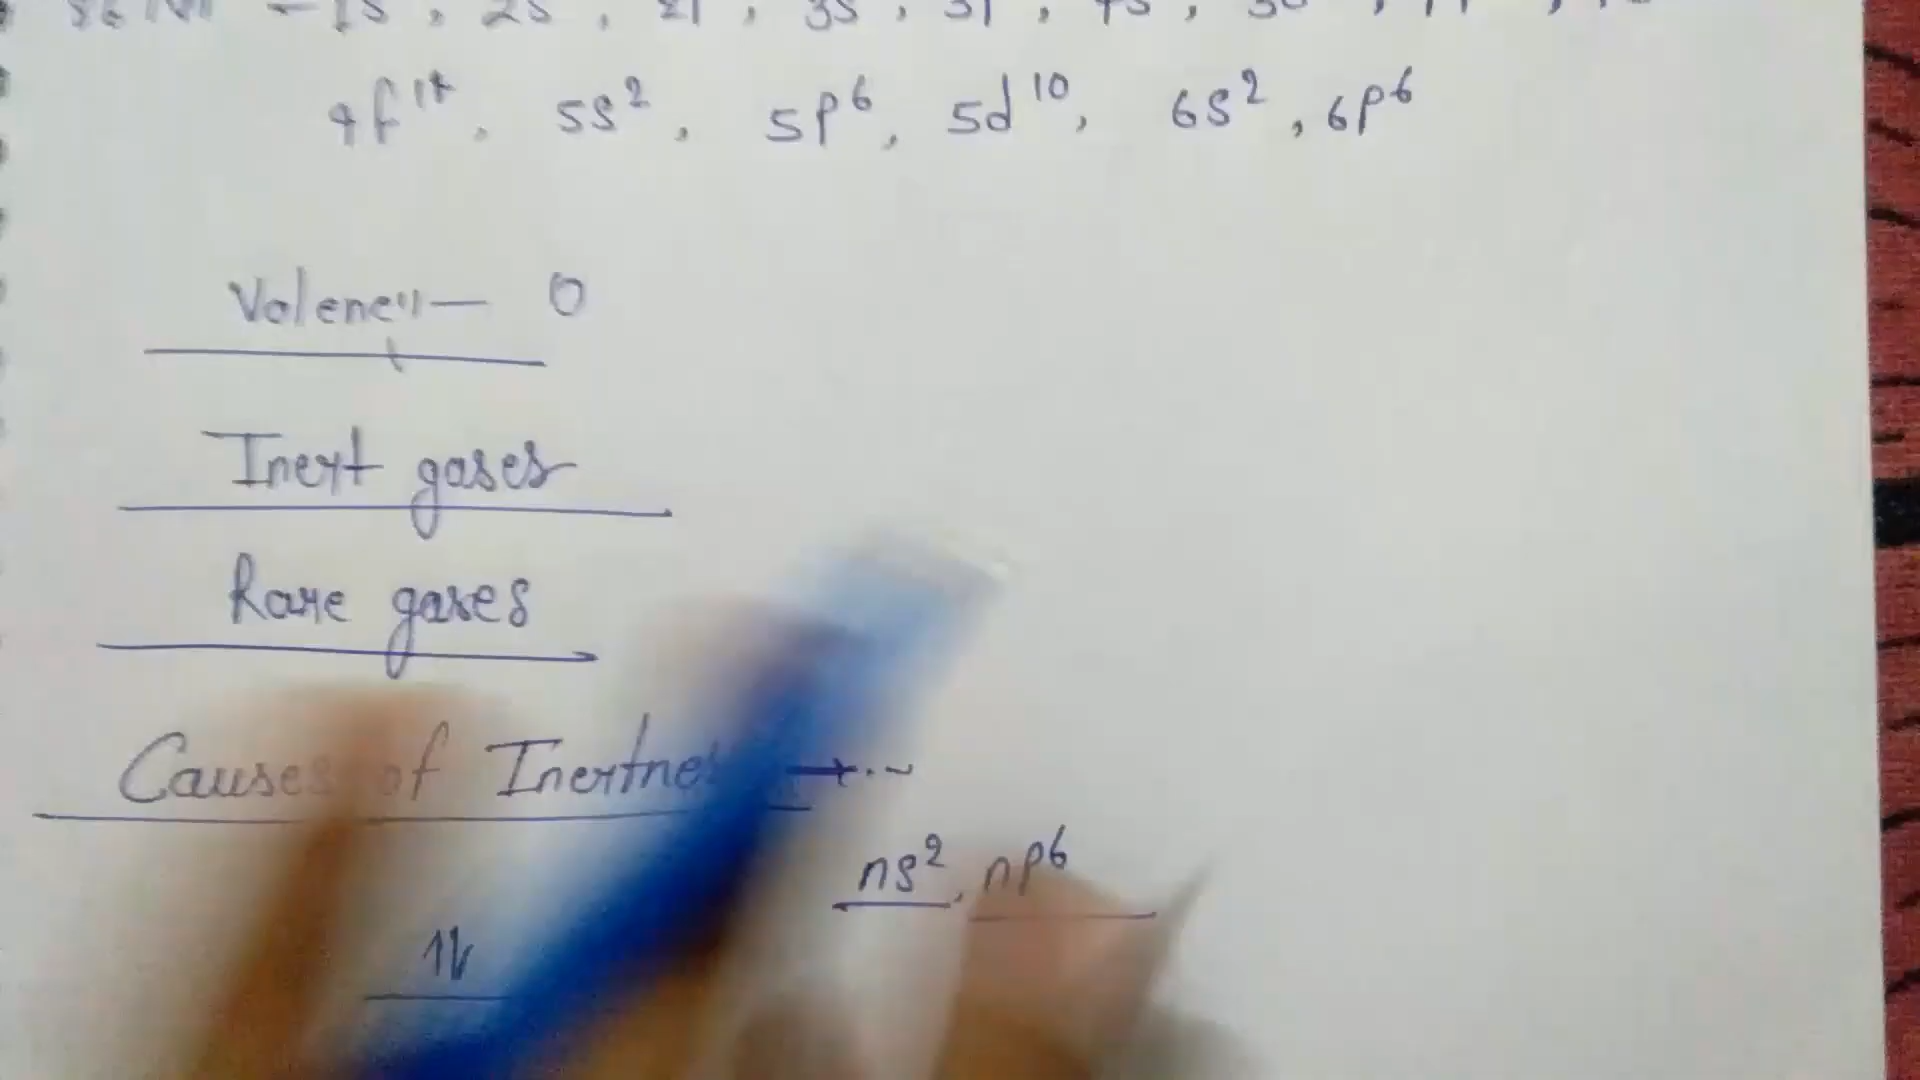 4f¹⁴, 5s², 5p⁶, 5d¹⁰, 6s², 6p⁶
Valency — 0
Inert gases
Rare gases
Causes of Inertness →
ns², np⁶
1↓